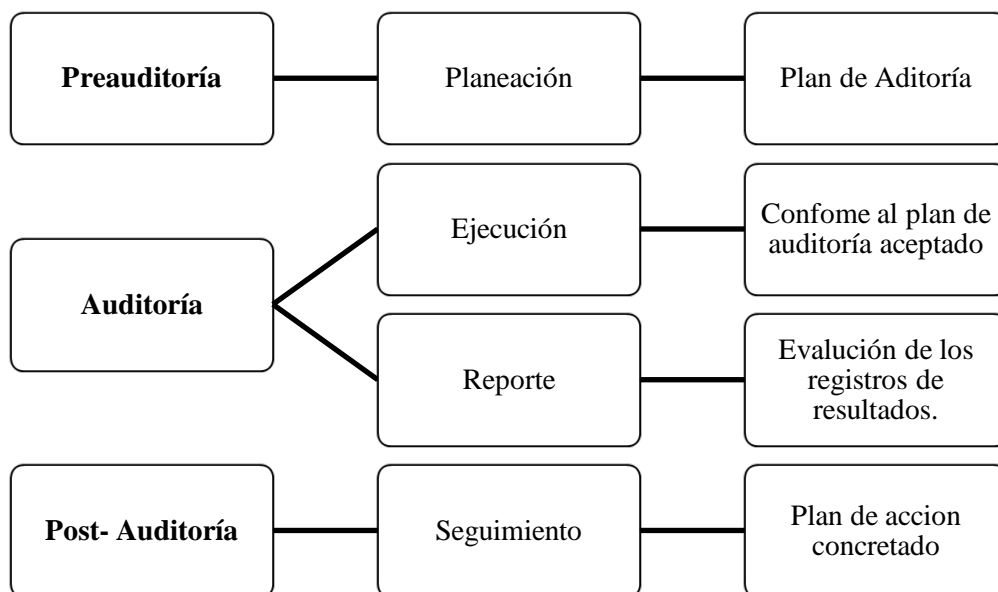 Preauditoría
Planeación
Plan de Aditoría
Auditoría
Ejecución
Confome al plan de
auditoría aceptado
Reporte
Evalución de los
registros de
resultados.
Post- Auditoría
Seguimiento
Plan de accion
concretado